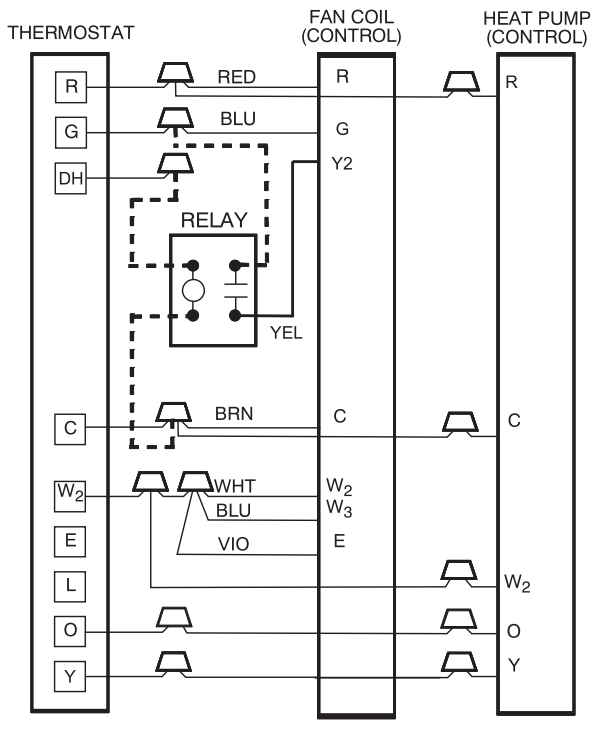 THERMOSTAT
FAN COIL
(CONTROL)
HEAT PUMP
(CONTROL)
R
RED
R
R
G
BLU
G
DH
Y2
RELAY
YEL
C
BRN
C
C
W2
WHT
W2
BLU
W3
E
VIO
E
L
W2
O
O
Y
Y